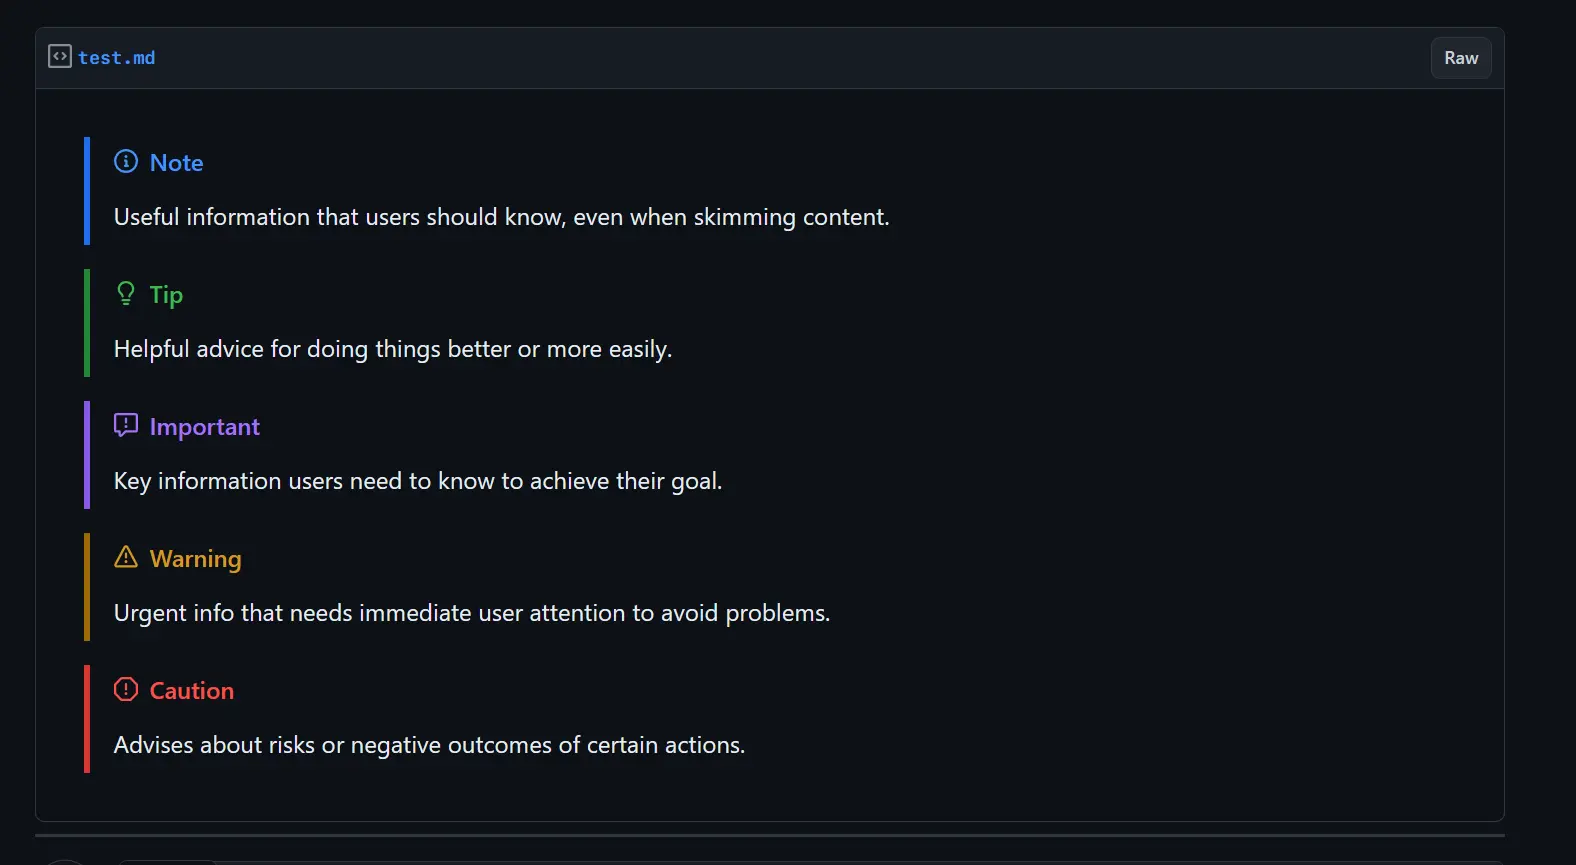 test.md
Raw
Note
Useful information that users should know, even when skimming content.
Tip
Helpful advice for doing things better or more easily.
Important
Key information users need to know to achieve their goal.
Warning
Urgent info that needs immediate user attention to avoid problems.
Caution
Advises about risks or negative outcomes of certain actions.